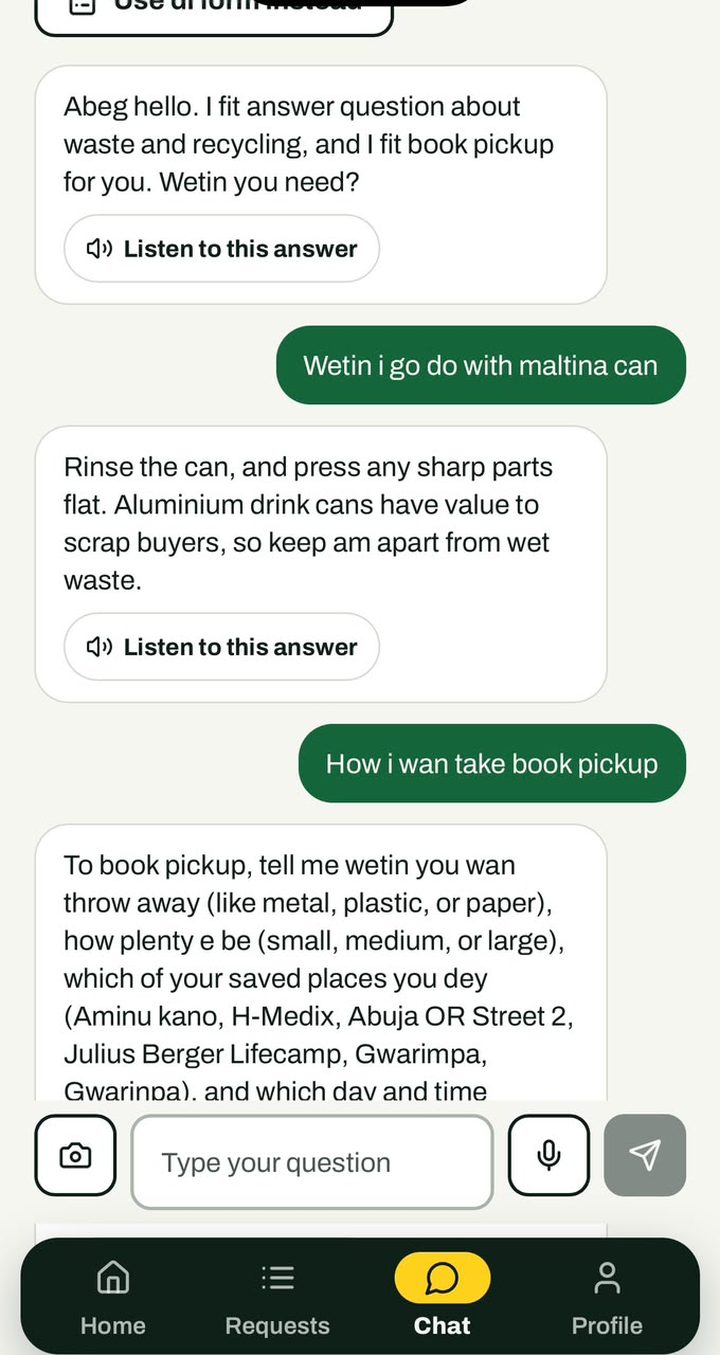 Use di form instead
Abeg hello. I fit answer question about
waste and recycling, and I fit book pickup
for you. Wetin you need?
Listen to this answer
Wetin i go do with maltina can
Rinse the can, and press any sharp parts
flat. Aluminium drink cans have value to
scrap buyers, so keep am apart from wet
waste.
Listen to this answer
How i wan take book pickup
To book pickup, tell me wetin you wan
throw away (like metal, plastic, or paper),
how plenty e be (small, medium, or large),
which of your saved places you dey
(Aminu kano, H-Medix, Abuja OR Street 2,
Julius Berger Lifecamp, Gwarimpa,
Gwarinpa), and which day and time
Type your question
Home
Requests
Chat
Profile